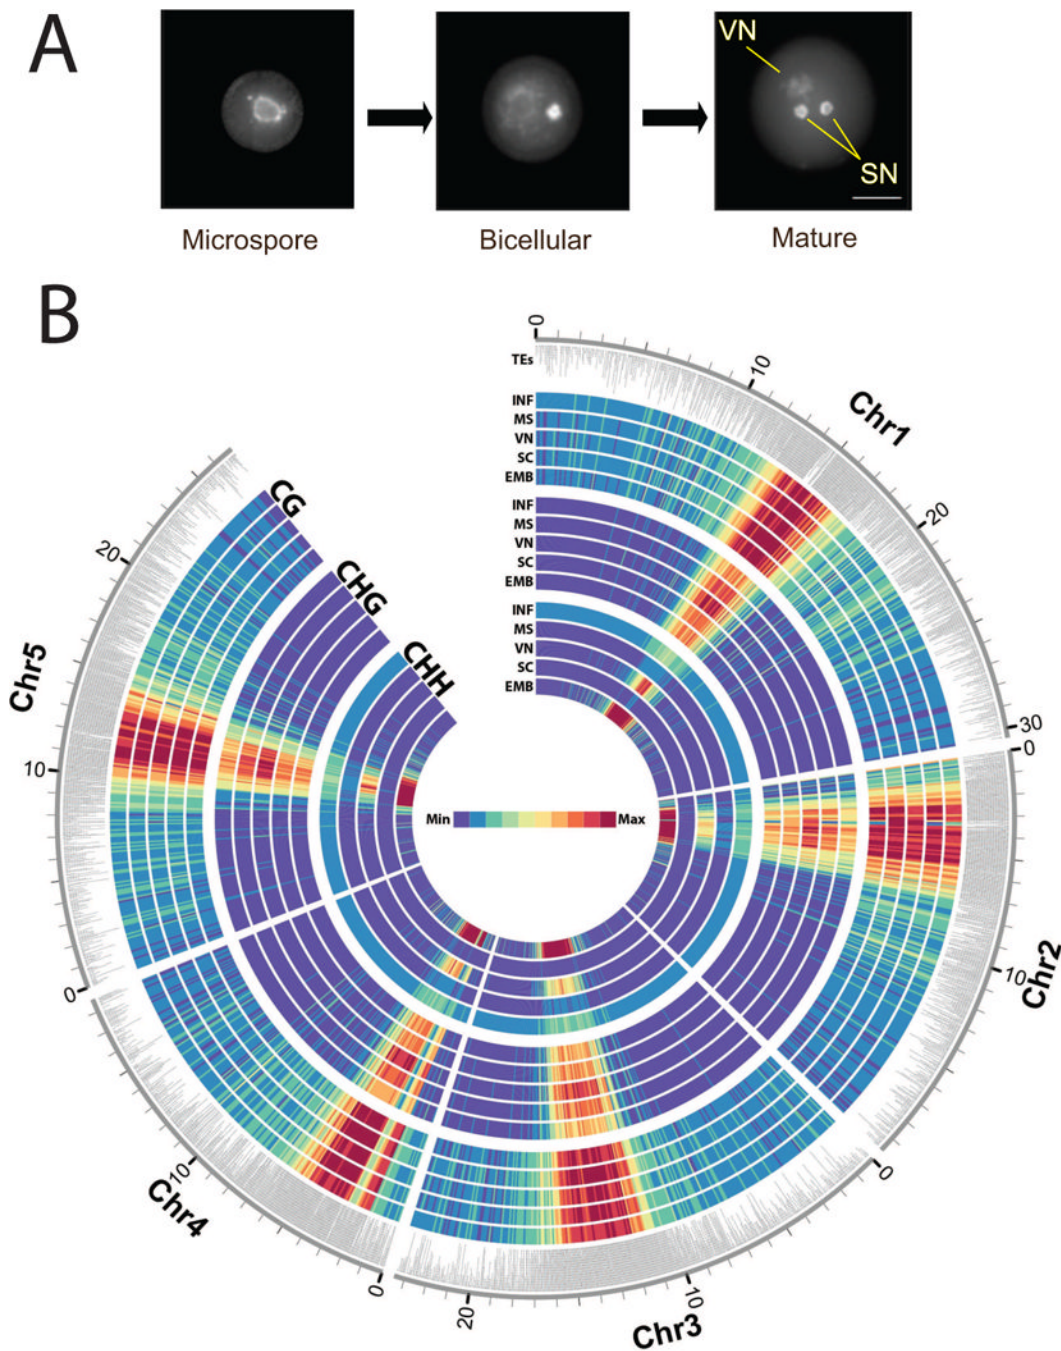 A
VN
SN
Microspore
Bicellular
Mature
B
0
TEs
10
Chr1
INF
MS
VN
SC
EMB
20
INF
MS
VN
SC
EMB
30
INF
MS
VN
SC
EMB
CG
CHG
CHH
20
Chr5
10
0
Min
Max
0
10
Chr2
0
10
Chr3
20
0
10
Chr4